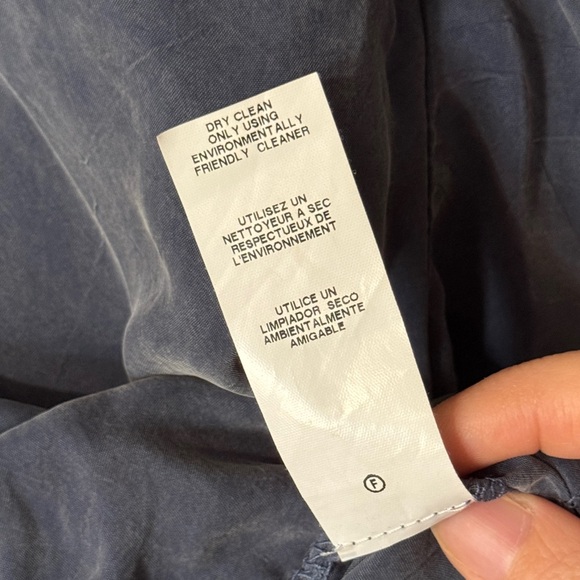 DRY CLEAN
ONLY USING
ENVIRONMENTALLY
FRIENDLY CLEANER
UTILISEZ UN
NETTOYEUR A SEC
RESPECTUEUX DE
L'ENVIRONNEMENT
UTILICE UN
LIMPIADOR SECO
AMBIENTALMENTE
AMIGABLE
F